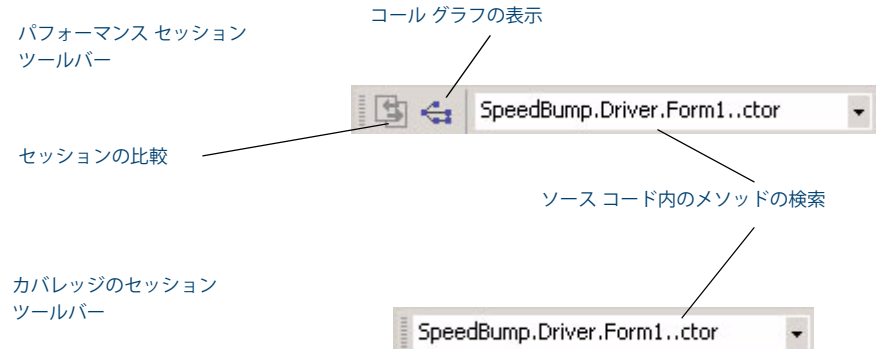 コール グラフの表示
パフォーマンス セッション
ツールバー
SpeedBump.Driver.Form1..ctor
セッションの比較
ソース コード内のメソッドの検索
カバレッジのセッション
ツールバー
SpeedBump.Driver.Form1..ctor